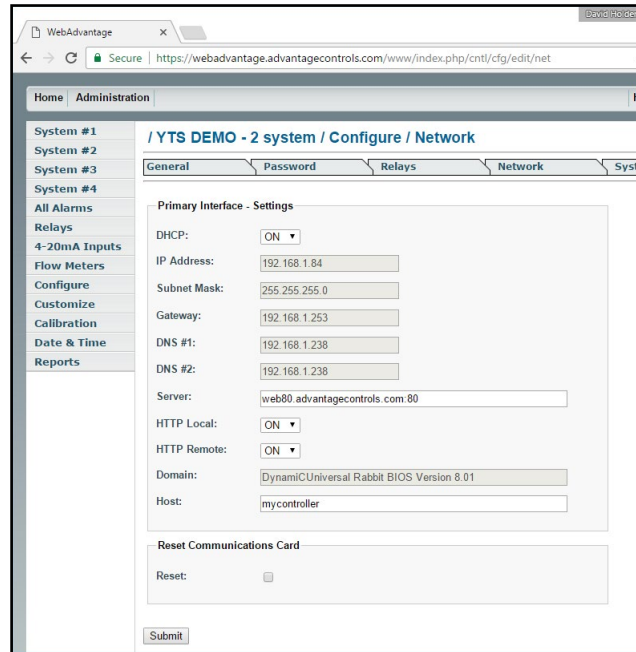 David Holde
WebAdvantage
Secure https://webadvantage.advantagecontrols.com/www/index.php/cntl/cfg/edit/net
Home Administration
System #1
System #2
System #3
System #4
All Alarms
Relays
4-20mA Inputs
Flow Meters
Configure
Customize
Calibration
Date & Time
Reports
/ YTS DEMO - 2 system / Configure / Network
General Password Relays Network Syst
Primary Interface - Settings
DHCP: ON
IP Address: 192.168.1.84
Subnet Mask: 255.255.255.0
Gateway: 192.168.1.253
DNS #1: 192.168.1.238
DNS #2: 192.168.1.238
Server: web80.advantagecontrols.com:80
HTTP Local: ON
HTTP Remote: ON
Domain: DynamiCUniversal Rabbit BIOS Version 8.01
Host: mycontroller
Reset Communications Card
Reset:
Submit